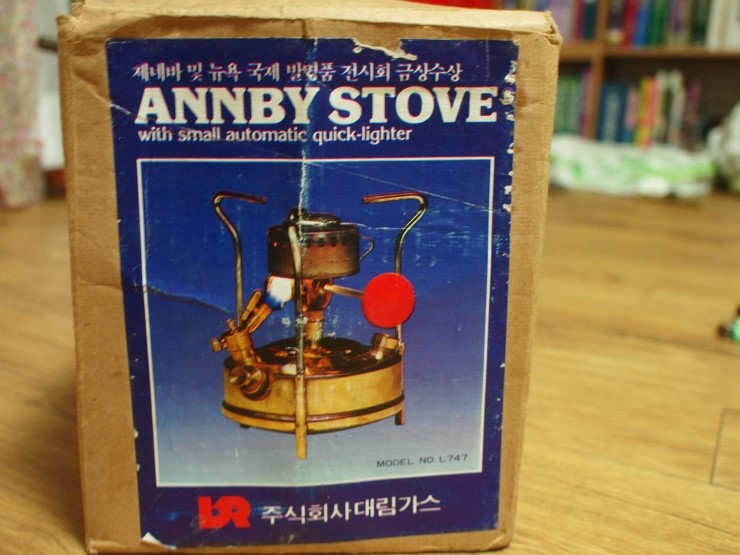 제네바 및 뉴욕 국제 발명품 전시회 금상수상
ANNBY STOVE
with small automatic quick-lighter
MODEL NO. L747
주식회사대림가스